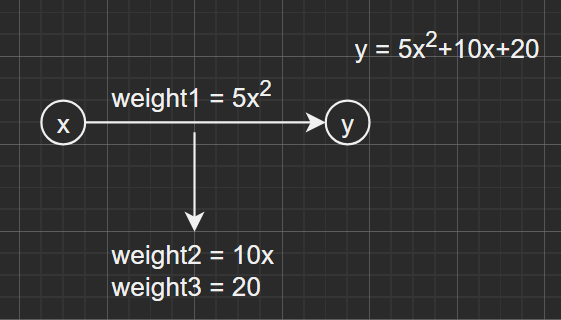 y = 5x²+10x+20
weight1 = 5x²
x
y
weight2 = 10x
weight3 = 20